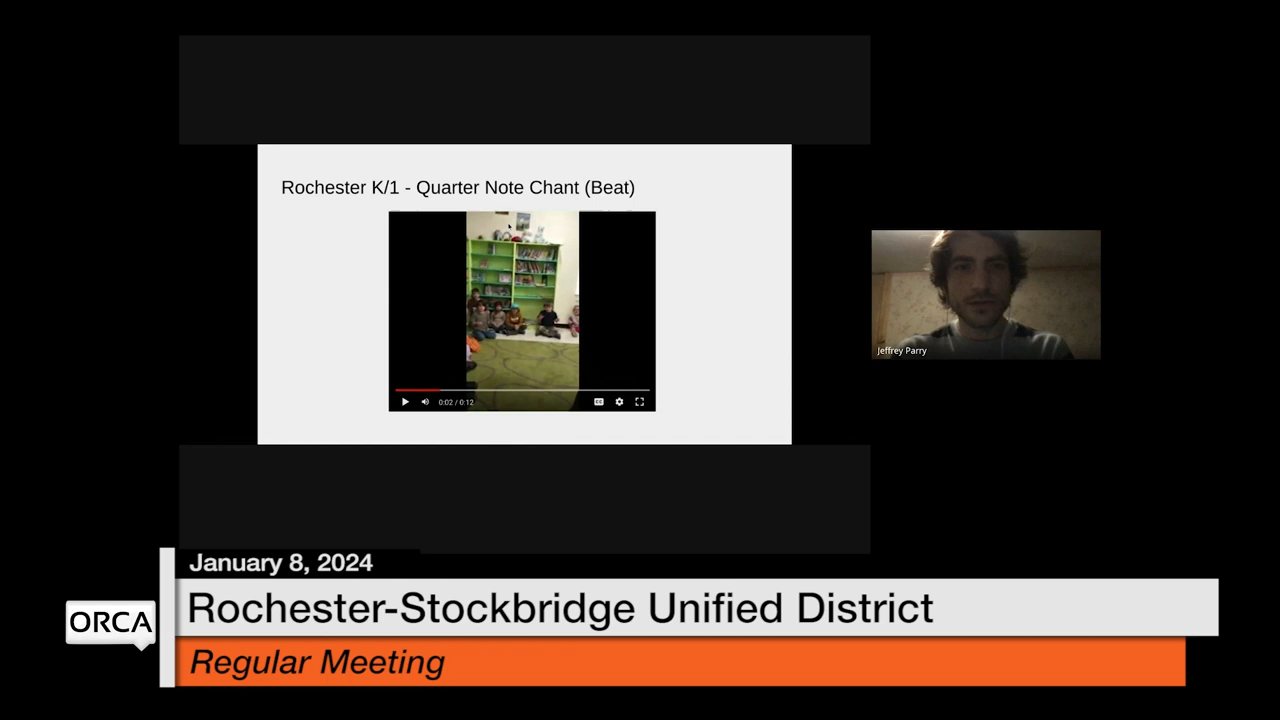 Rochester K/1 - Quarter Note Chant (Beat)
0:02 / 0:12
CC
Jeffrey Parry
January 8, 2024
Rochester-Stockbridge Unified District
ORCA
Regular Meeting